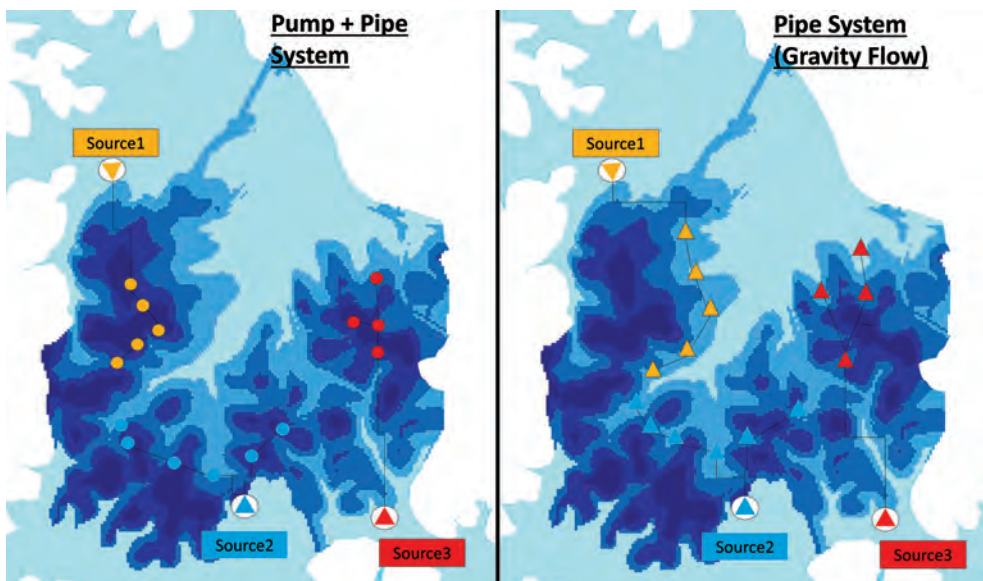 Pump + Pipe
System
Source1
Source2
Source3
Pipe System
(Gravity Flow)
Source1
Source2
Source3